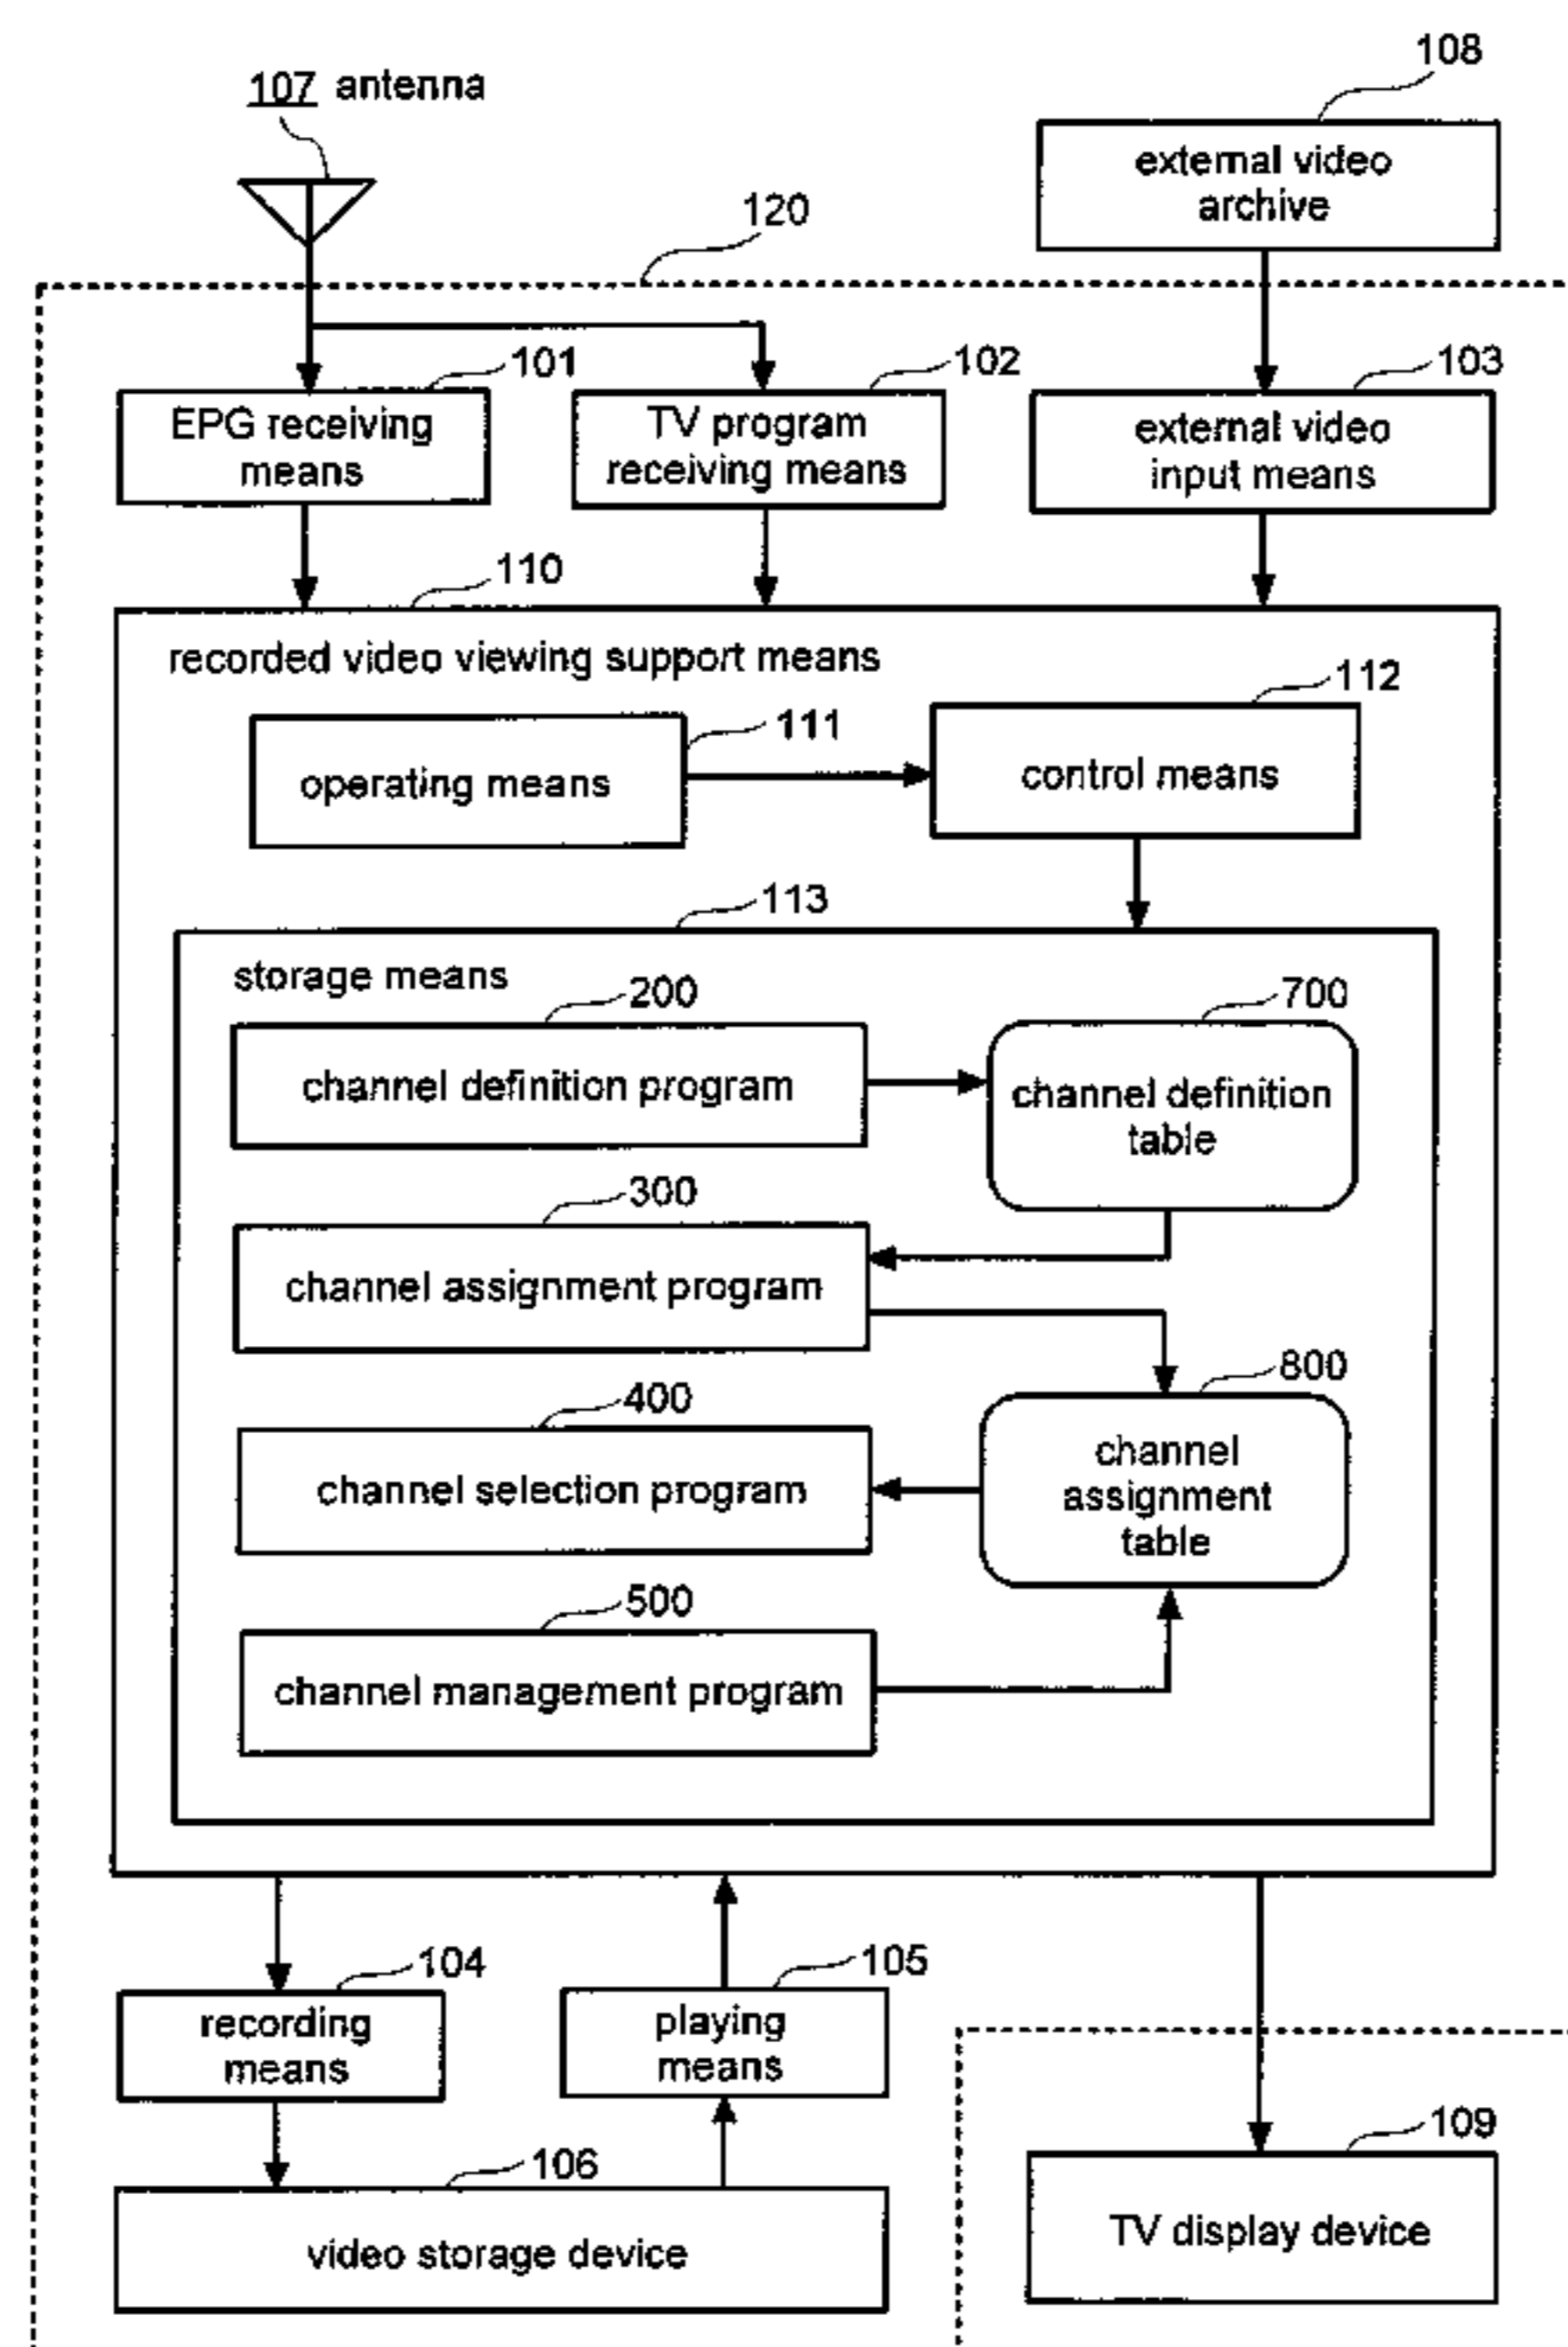 108
107 antenna
external video
archive
120
101
102
103
EPG receiving
means
TV program
receiving means
external video
input means
110
recorded video viewing support means
112
111
operating means
control means
113
storage means
200
700
channel definition program
channel definition
table
300
channel assignment program
800
400
channel
assignment
table
channel selection program
500
channel management program
104
105
recording
means
playing
means
109
106
video storage device
TV display device